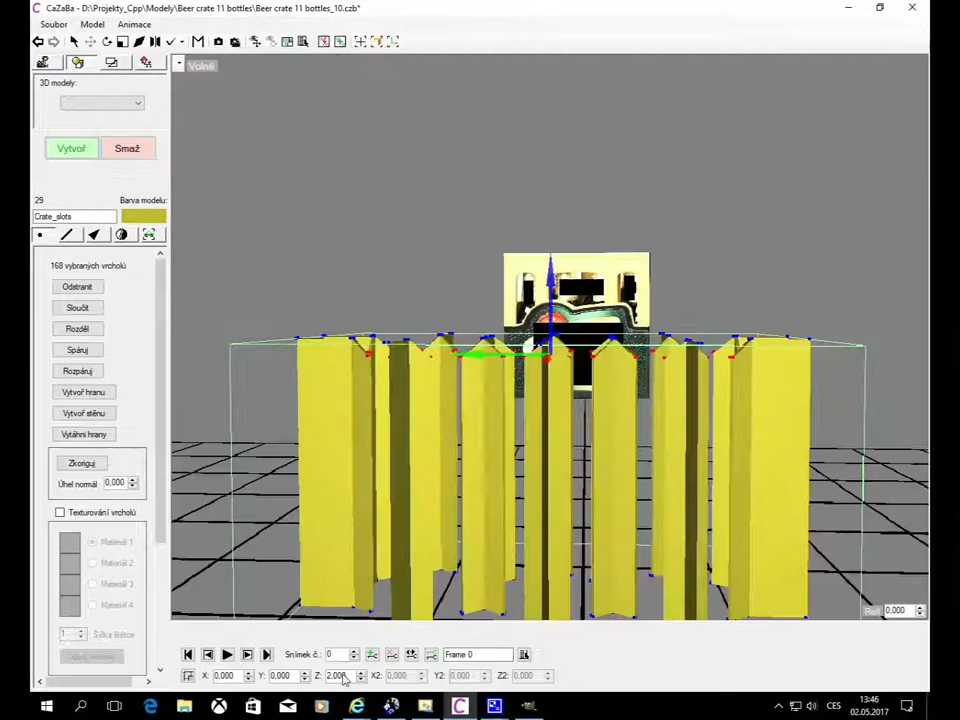 CaZaBa - D:\Projekty_Cpp\Modely\Beer crate 11 bottles\Beer crate 11 bottles_10.czb*
Soubor Model Animace
Volně
3D modely:
Vytvoř Smaž
29 Barva modelu:
Crate_slots
168 vybraných vrcholů
Odstranit
Sloučit
Rozděl
Spáruj
Rozpáruj
Vytvoř hranu
Vytvoř stěnu
Vytáhni hrany
Zkoriguj
Úhel normál 0,000
Texturování vrcholů
Materiál 1
Materiál 2
Materiál 3
Materiál 4
1 Šířka štětce
Roll 0,000
Snímek č.: 0 Frame 0
X: 0.000 Y: 0.000 Z: 2.000 X2: 0,000 Y2: 0,000 Z2: 0,000
CES 13:46
02.05.2017